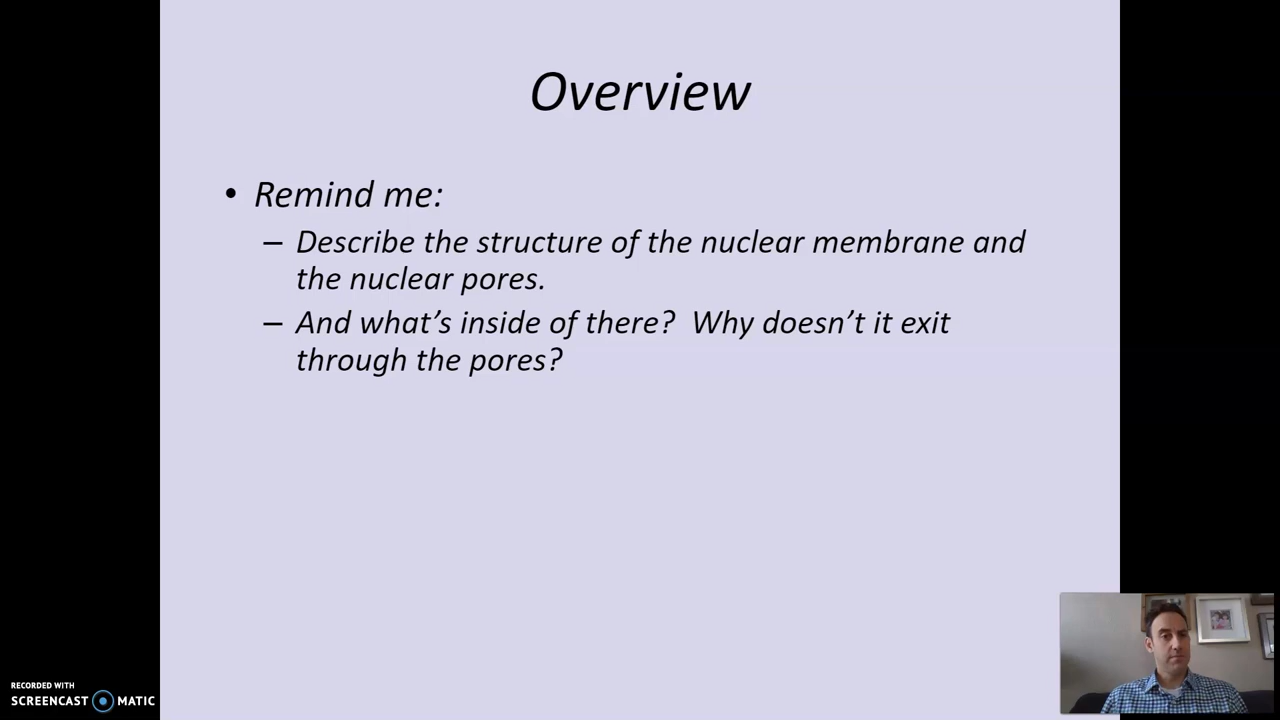 Overview
• Remind me:
– Describe the structure of the nuclear membrane and
the nuclear pores.
– And what's inside of there?  Why doesn't it exit
through the pores?
RECORDED WITH
SCREENCAST MATIC